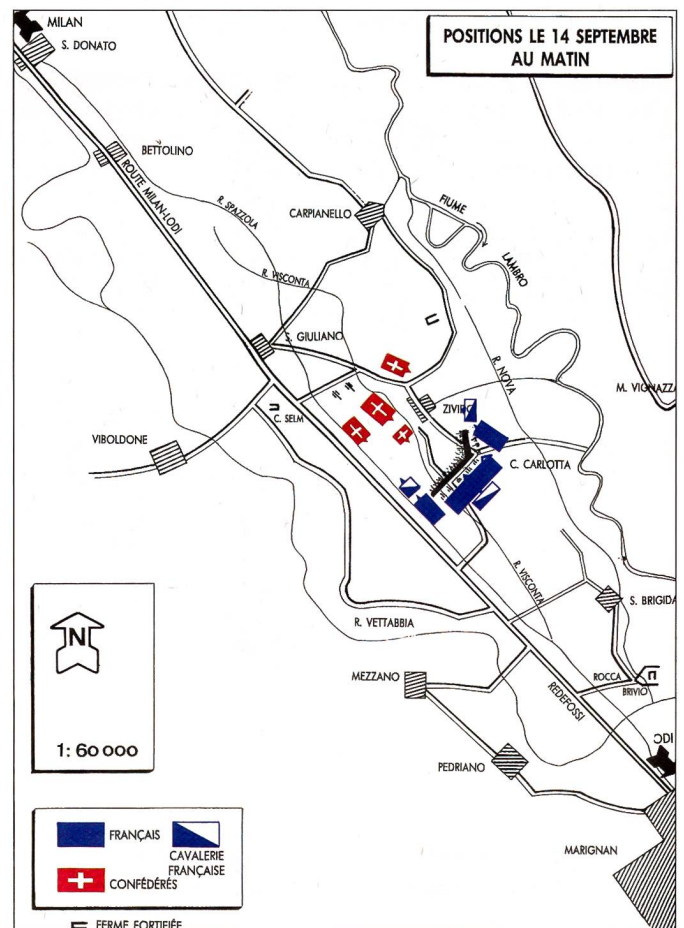 MILAN
S. DONATO
POSITIONS LE 14 SEPTEMBRE
AU MATIN
BETTOLINO
ROUTE MILAN-LODI
R. SPAZZOLA
CARPIANELLO
FIUME
LAMBRO
R. VISCONTA
S. GIULIANO
R. NOVA
M. VIGNAZZA
C. SELM
VIBOLDONE
C. CARLOTTA
R. VISCONTA
S. BRIGIDA
R. VETTABBIA
MEZZANO
ROCCA
BRIVIO
REDEFOSSI
N
1: 60 000
PEDRIANO
MARIGNAN
FRANÇAIS
CAVALERIE
FRANÇAISE
CONFÉDÉRÉS
FERME FORTIFIÉE